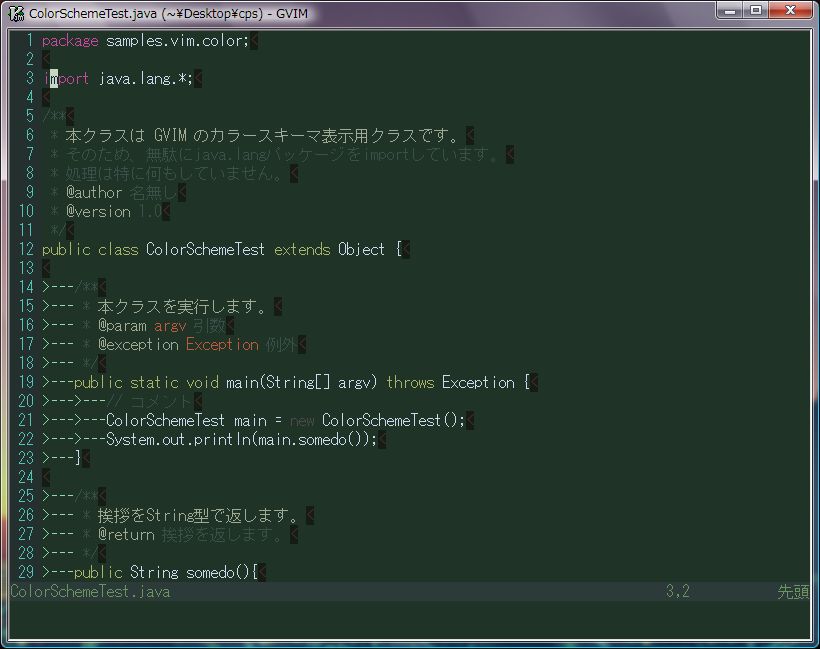 ColorSchemeTest.java (~¥Desktop¥cps) - GVIM
1 package samples.vim.color;<
2 <
3 import java.lang.*;<
4 <
5 /**<
6  * 本クラスは GVIM のカラースキーマ表示用クラスです。<
7  * そのため、無駄にjava.langパッケージをimportしています。<
8  * 処理は特に何もしていません。<
9  * @author 名無し<
10  * @version 1.0<
11  */<
12 public class ColorSchemeTest extends Object {<
13 <
14 >---/**<
15 >--- * 本クラスを実行します。<
16 >--- * @param argv 引数<
17 >--- * @exception Exception 例外<
18 >--- */<
19 >---public static void main(String[] argv) throws Exception {<
20 >--->---// コメント<
21 >--->---ColorSchemeTest main = new ColorSchemeTest();<
22 >--->---System.out.println(main.somedo());<
23 >---}<
24 <
25 >---/**<
26 >--- * 挨拶をString型で返します。<
27 >--- * @return 挨拶を返します。<
28 >--- */<
29 >---public String somedo(){<
ColorSchemeTest.java 3,2 先頭